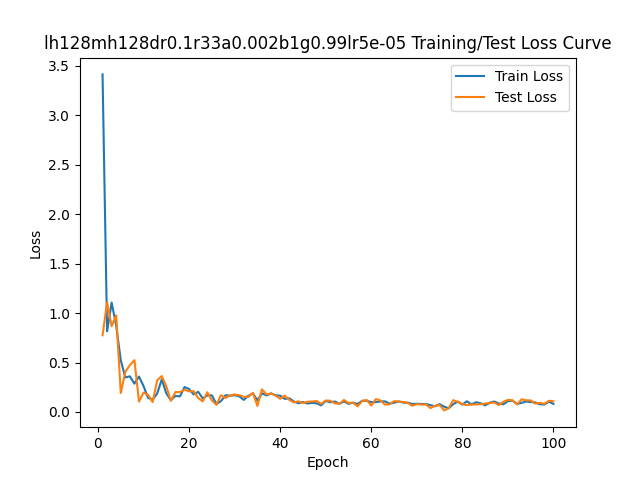 lh128mh128dr0.1r33a0.002b1g0.99lr5e-05 Training/Test Loss Curve
Train Loss
Test Loss
Loss
3.5
3.0
2.5
2.0
1.5
1.0
0.5
0.0
0
20
40
60
80
100
Epoch